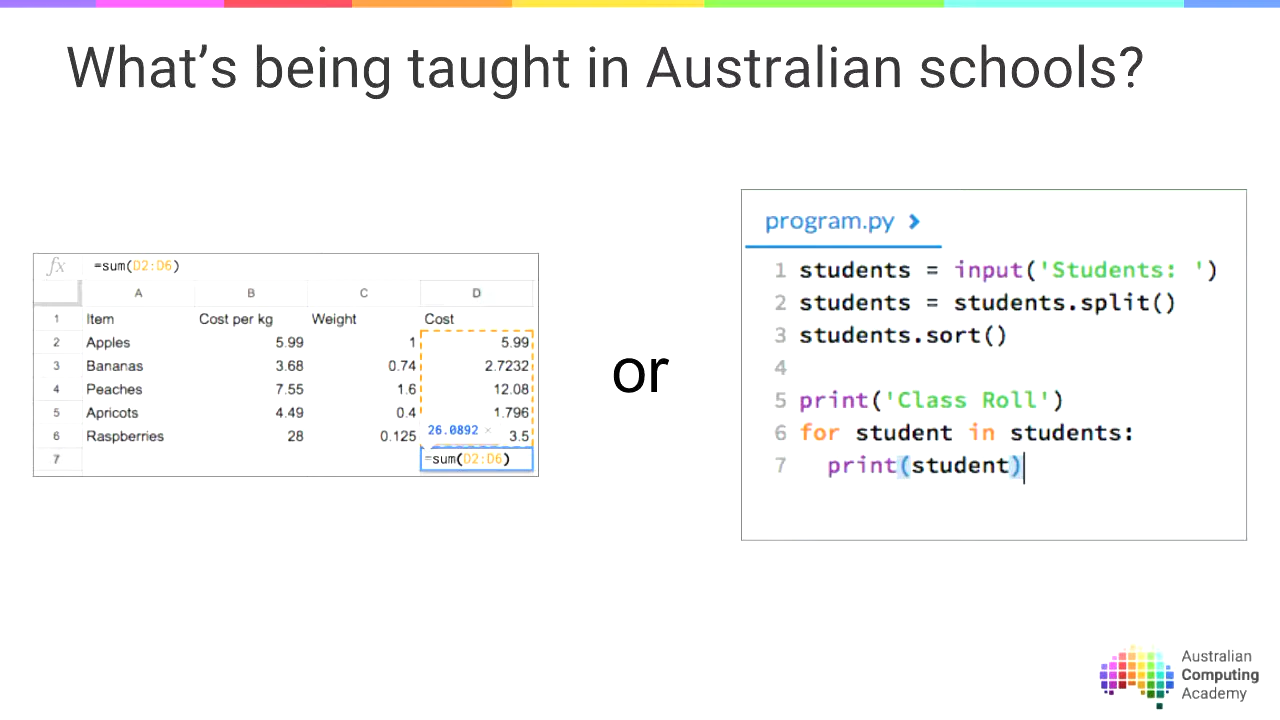 What’s being taught in Australian schools?
fx =sum(D2:D6)
A B C D
1 Item Cost per kg Weight Cost
2 Apples 5.99 1 5.99
3 Bananas 3.68 0.74 2.7232
4 Peaches 7.55 1.6 12.08
5 Apricots 4.49 0.4 1.796
6 Raspberries 28 0.125 26.0892 × 3.5
7 =sum(D2:D6)
or
program.py
1 students = input('Students: ')
2 students = students.split()
3 students.sort()
4
5 print('Class Roll')
6 for student in students:
7   print(student)
Australian
Computing
Academy